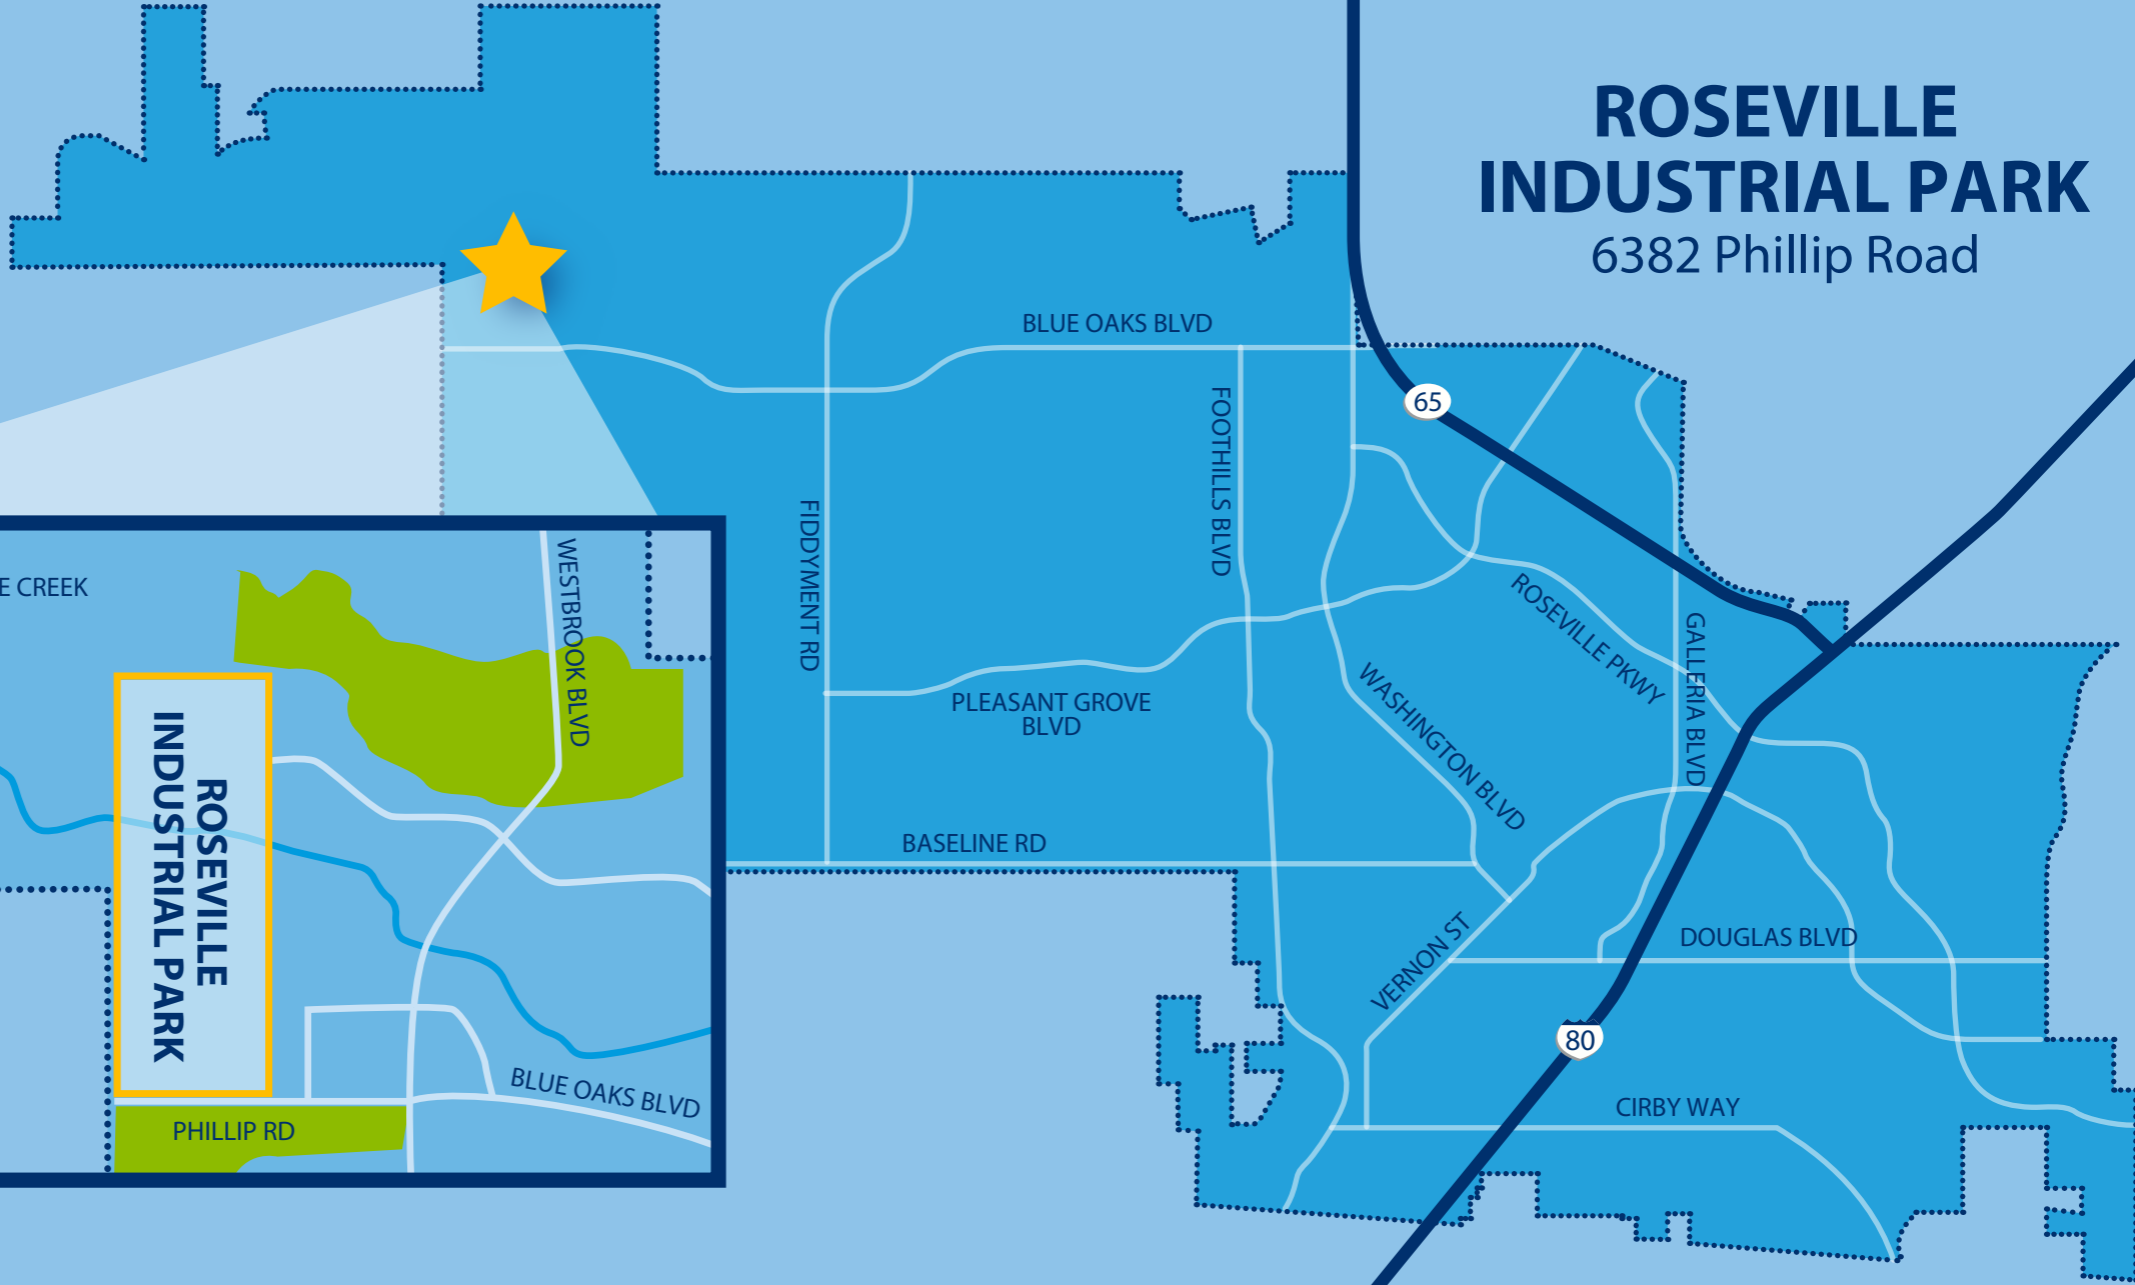 ROSEVILLE
INDUSTRIAL PARK
6382 Phillip Road
BLUE OAKS BLVD
65
FOOTHILLS BLVD
FIDDYMENT RD
ROSEVILLE PKWY
GALLERIA BLVD
PLEASANT GROVE
BLVD
WASHINGTON BLVD
BASELINE RD
VERNON ST
DOUGLAS BLVD
80
CIRBY WAY
CREEK
WESTBROOK BLVD
ROSEVILLE
INDUSTRIAL PARK
BLUE OAKS BLVD
PHILLIP RD